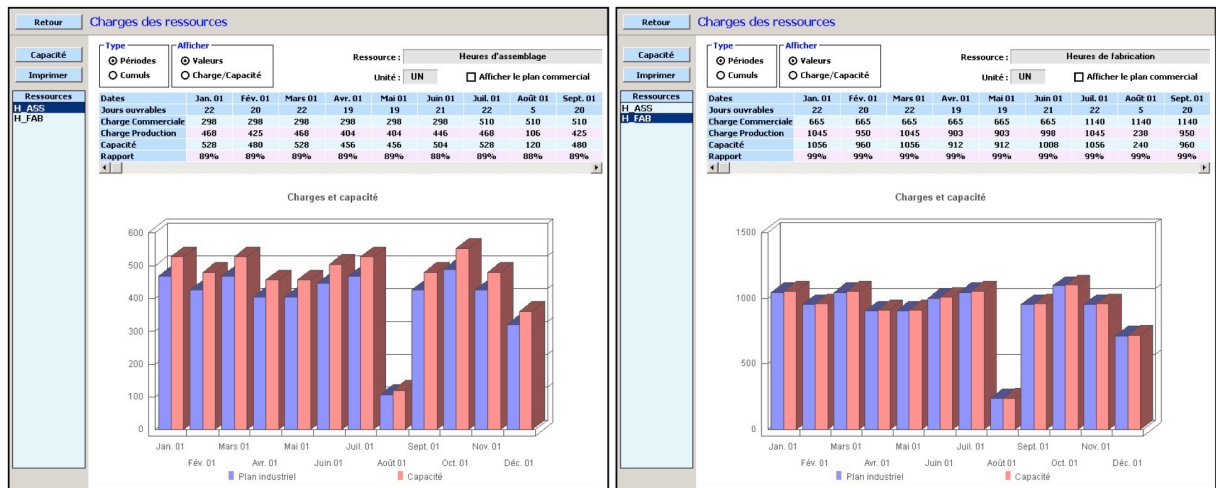 Retour Charges des ressources
Capacité
Imprimer
Ressources
H_ASS
H_FAB
Type Afficher
Périodes Valeurs
Cumuls Charge/Capacité
Ressource : Heures d'assemblage
Unité : UN Afficher le plan commercial
Dates Jan. 01 Fév. 01 Mars 01 Avr. 01 Mai 01 Juin 01 Juil. 01 Août 01 Sept. 01
Jours ouvrables 22 20 22 19 19 21 22 5 20
Charge Commerciale 298 298 298 298 298 298 510 510 510
Charge Production 468 425 468 404 404 446 468 106 425
Capacité 528 480 528 456 456 504 528 120 480
Rapport 89% 89% 89% 89% 89% 88% 89% 89% 89%
Charges et capacité
600
500
400
300
200
100
0
Jan. 01 Mars 01 Mai 01 Juil. 01 Sept. 01 Nov. 01
Fév. 01 Avr. 01 Juin 01 Août 01 Oct. 01 Déc. 01
Plan industriel Capacité
Retour Charges des ressources
Capacité
Imprimer
Ressources
H_ASS
H_FAB
Type Afficher
Périodes Valeurs
Cumuls Charge/Capacité
Ressource : Heures de fabrication
Unité : UN Afficher le plan commercial
Dates Jan. 01 Fév. 01 Mars 01 Avr. 01 Mai 01 Juin 01 Juil. 01 Août 01 Sept. 01
Jours ouvrables 22 20 22 19 19 21 22 5 20
Charge Commerciale 665 665 665 665 665 665 1140 1140 1140
Charge Production 1045 950 1045 903 903 998 1045 238 950
Capacité 1056 960 1056 912 912 1008 1056 240 960
Rapport 99% 99% 99% 99% 99% 99% 99% 99% 99%
Charges et capacité
1500
1000
500
0
Jan. 01 Mars 01 Mai 01 Juil. 01 Sept. 01 Nov. 01
Fév. 01 Avr. 01 Juin 01 Août 01 Oct. 01 Déc. 01
Plan industriel Capacité